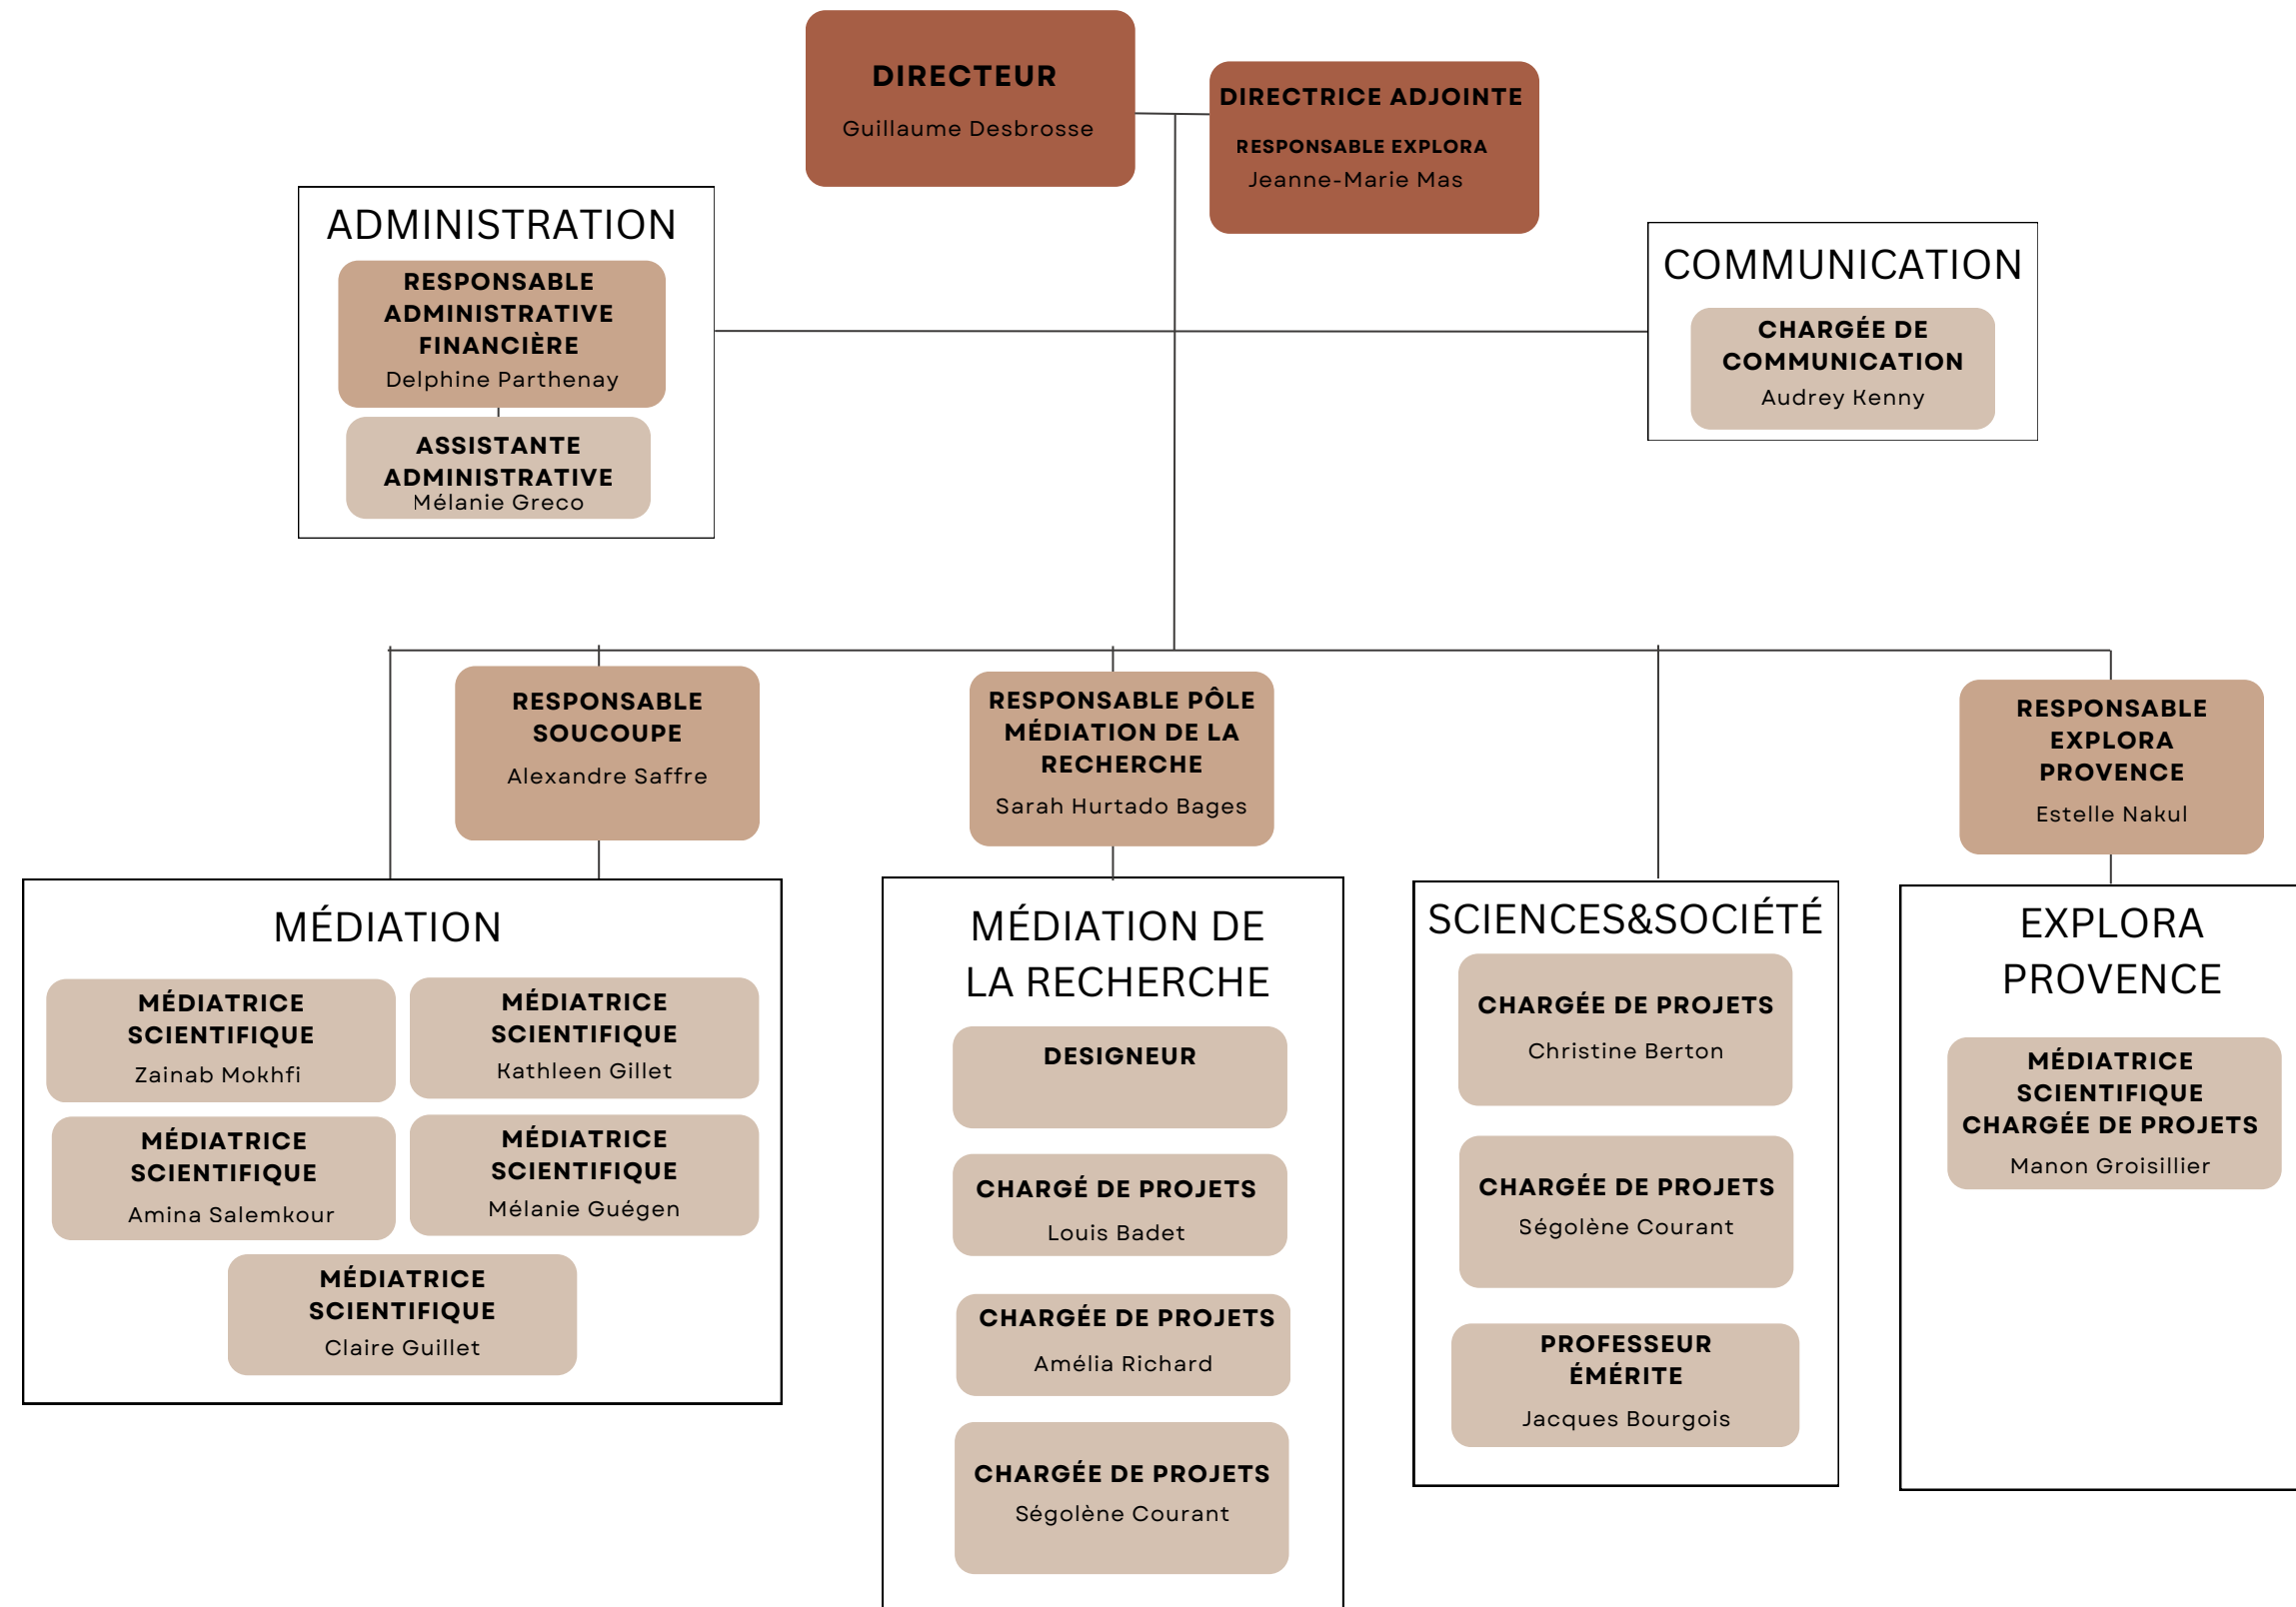 DIRECTEUR
Guillaume Desbrosse
DIRECTRICE ADJOINTE
RESPONSABLE EXPLORA
Jeanne-Marie Mas
ADMINISTRATION
RESPONSABLE
ADMINISTRATIVE
FINANCIÈRE
Delphine Parthenay
ASSISTANTE
ADMINISTRATIVE
Mélanie Greco
COMMUNICATION
CHARGÉE DE
COMMUNICATION
Audrey Kenny
RESPONSABLE
SOUCOUPE
Alexandre Saffre
RESPONSABLE PÔLE
MÉDIATION DE LA
RECHERCHE
Sarah Hurtado Bages
RESPONSABLE
EXPLORA
PROVENCE
Estelle Nakul
MÉDIATION
MÉDIATRICE
SCIENTIFIQUE
Zainab Mokhfi
MÉDIATRICE
SCIENTIFIQUE
Kathleen Gillet
MÉDIATRICE
SCIENTIFIQUE
Amina Salemkour
MÉDIATRICE
SCIENTIFIQUE
Mélanie Guégen
MÉDIATRICE
SCIENTIFIQUE
Claire Guillet
MÉDIATION DE
LA RECHERCHE
DESIGNEUR
CHARGÉ DE PROJETS
Louis Badet
CHARGÉE DE PROJETS
Amélia Richard
CHARGÉE DE PROJETS
Ségolène Courant
SCIENCES&SOCIÉTÉ
CHARGÉE DE PROJETS
Christine Berton
CHARGÉE DE PROJETS
Ségolène Courant
PROFESSEUR
ÉMÉRITE
Jacques Bourgois
EXPLORA
PROVENCE
MÉDIATRICE
SCIENTIFIQUE
CHARGÉE DE PROJETS
Manon Groisillier